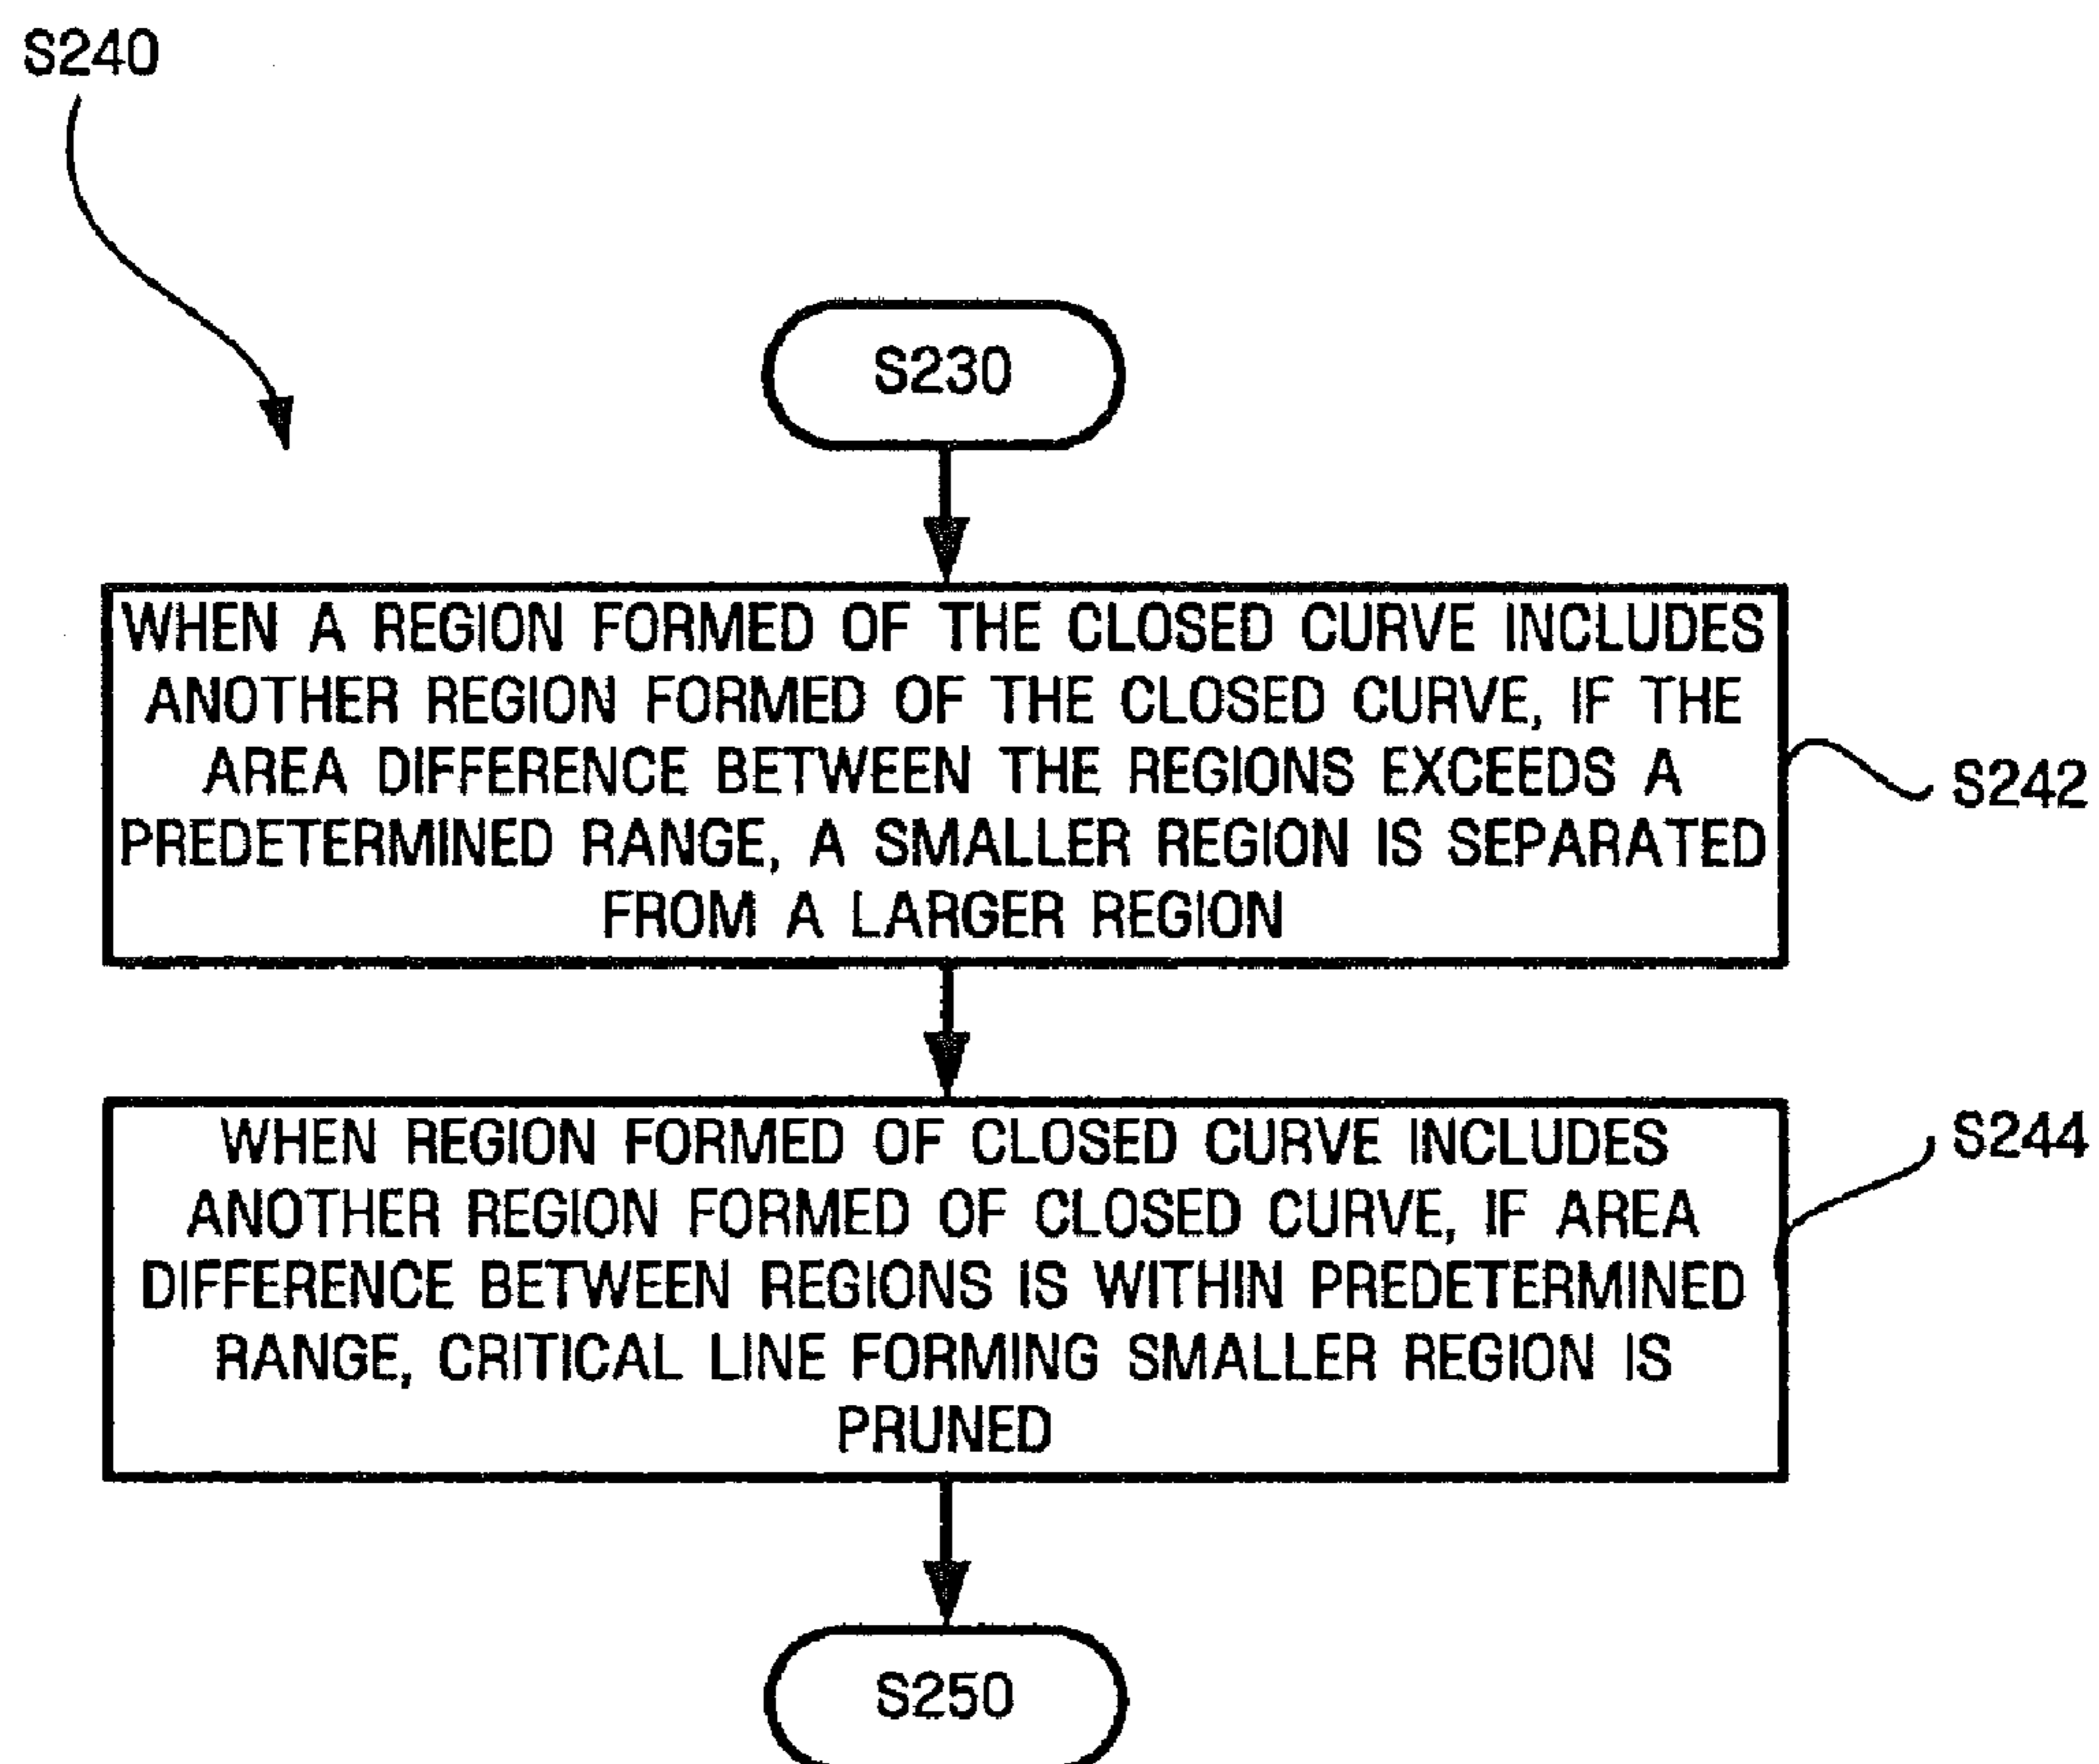 S240
S230
WHEN A REGION FORMED OF THE CLOSED CURVE INCLUDES
ANOTHER REGION FORMED OF THE CLOSED CURVE, IF THE
AREA DIFFERENCE BETWEEN THE REGIONS EXCEEDS A
PREDETERMINED RANGE, A SMALLER REGION IS SEPARATED
FROM A LARGER REGION
S242
WHEN REGION FORMED OF CLOSED CURVE INCLUDES
ANOTHER REGION FORMED OF CLOSED CURVE, IF AREA
DIFFERENCE BETWEEN REGIONS IS WITHIN PREDETERMINED
RANGE, CRITICAL LINE FORMING SMALLER REGION IS
PRUNED
S244
S250